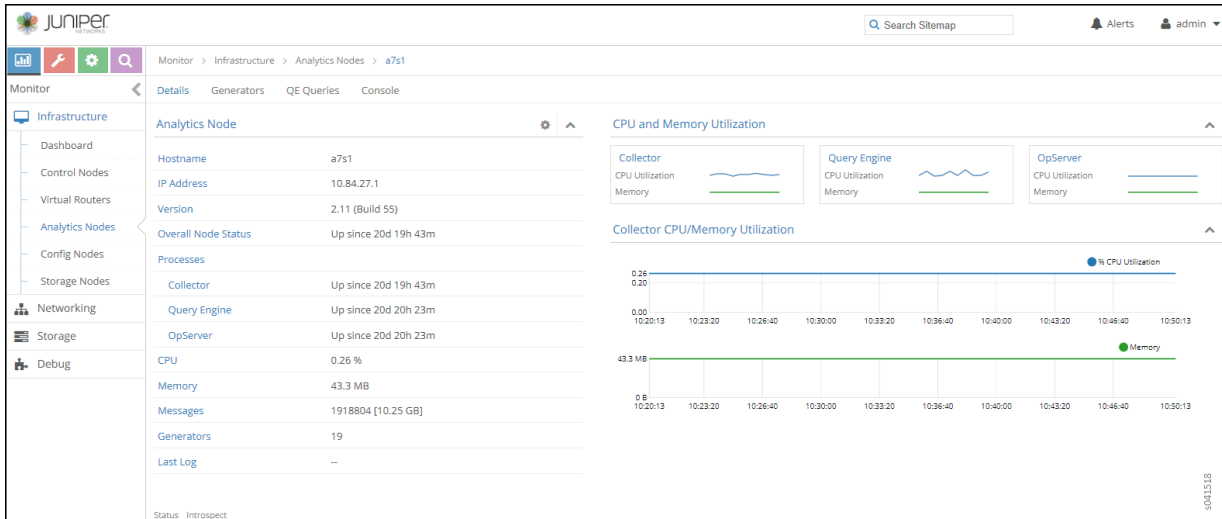 JUNIPER
NETWORKS
Search Sitemap
Alerts
admin
Monitor > Infrastructure > Analytics Nodes > a7s1
Monitor
Details Generators QE Queries Console
Infrastructure
Dashboard
Control Nodes
Virtual Routers
Analytics Nodes
Config Nodes
Storage Nodes
Networking
Storage
Debug
Analytics Node
Hostname a7s1
IP Address 10.84.27.1
Version 2.11 (Build 55)
Overall Node Status Up since 20d 19h 43m
Processes
Collector Up since 20d 19h 43m
Query Engine Up since 20d 20h 23m
OpServer Up since 20d 20h 23m
CPU 0.26 %
Memory 43.3 MB
Messages 1918804 [10.25 GB]
Generators 19
Last Log --
Status Introspect
CPU and Memory Utilization
Collector
CPU Utilization
Memory
Query Engine
CPU Utilization
Memory
OpServer
CPU Utilization
Memory
Collector CPU/Memory Utilization
% CPU Utilization
0.26
0.20
0.00
10:20:13 10:23:20 10:26:40 10:30:00 10:33:20 10:36:40 10:40:00 10:43:20 10:46:40 10:50:13
Memory
43.3 MB
0 B
10:20:13 10:23:20 10:26:40 10:30:00 10:33:20 10:36:40 10:40:00 10:43:20 10:46:40 10:50:13
s041518